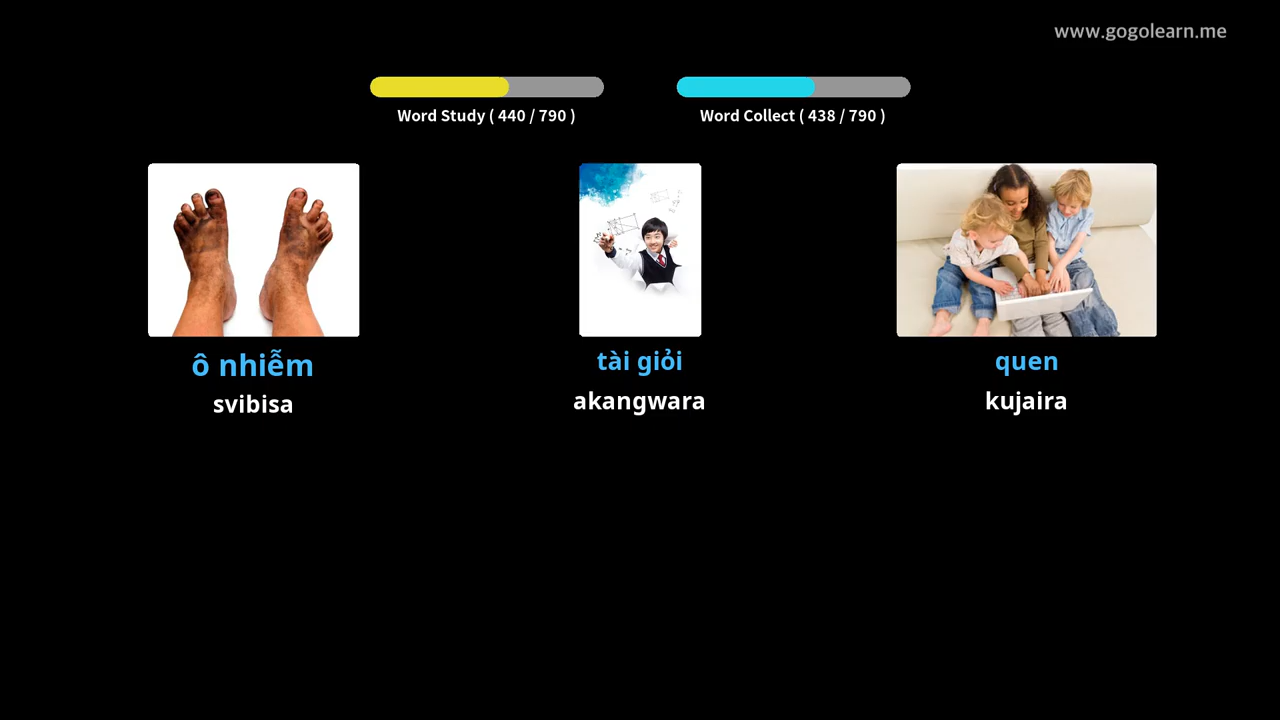 www.gogolearn.me
Word Study ( 440 / 790 )
Word Collect ( 438 / 790 )
ô nhiễm
svibisa
tài giỏi
akangwara
quen
kujaira